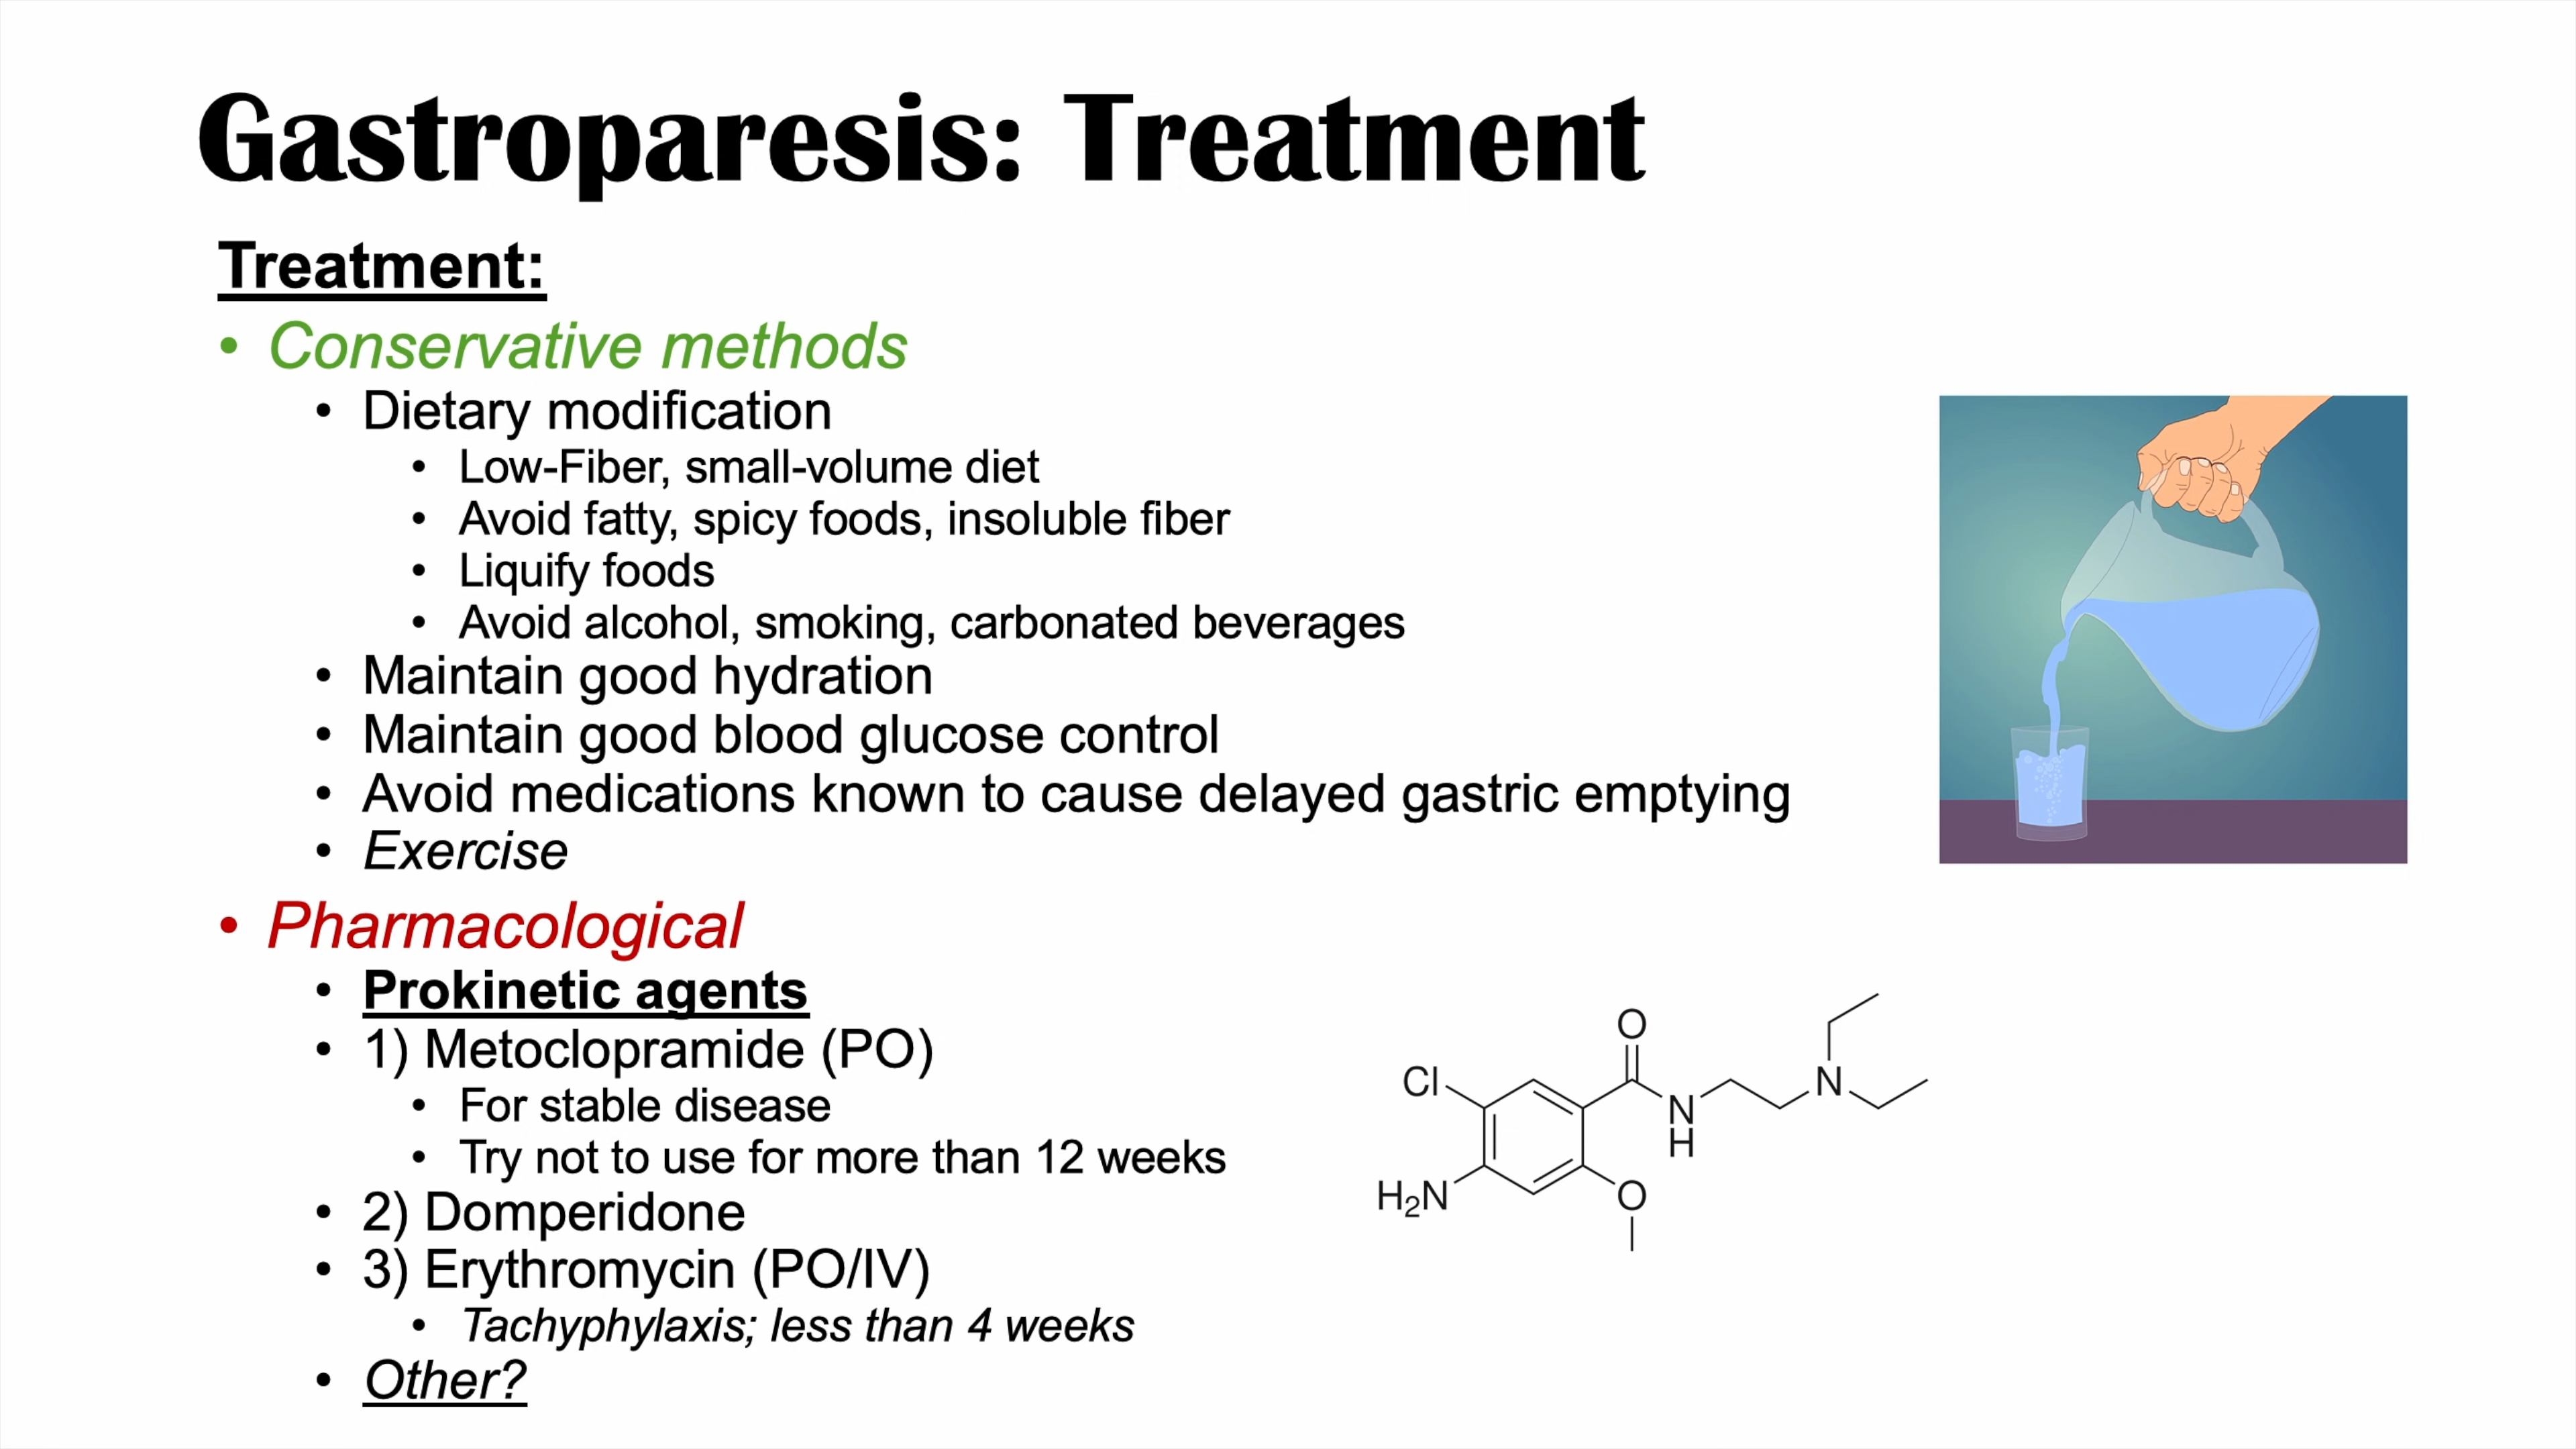 Gastroparesis: Treatment
Treatment:
• Conservative methods
• Dietary modification
• Low-Fiber, small-volume diet
• Avoid fatty, spicy foods, insoluble fiber
• Liquify foods
• Avoid alcohol, smoking, carbonated beverages
• Maintain good hydration
• Maintain good blood glucose control
• Avoid medications known to cause delayed gastric emptying
• Exercise
• Pharmacological
• Prokinetic agents
• 1) Metoclopramide (PO)
• For stable disease
• Try not to use for more than 12 weeks
• 2) Domperidone
• 3) Erythromycin (PO/IV)
• Tachyphylaxis; less than 4 weeks
• Other?
O
Cl
N
H
N
H₂N
O